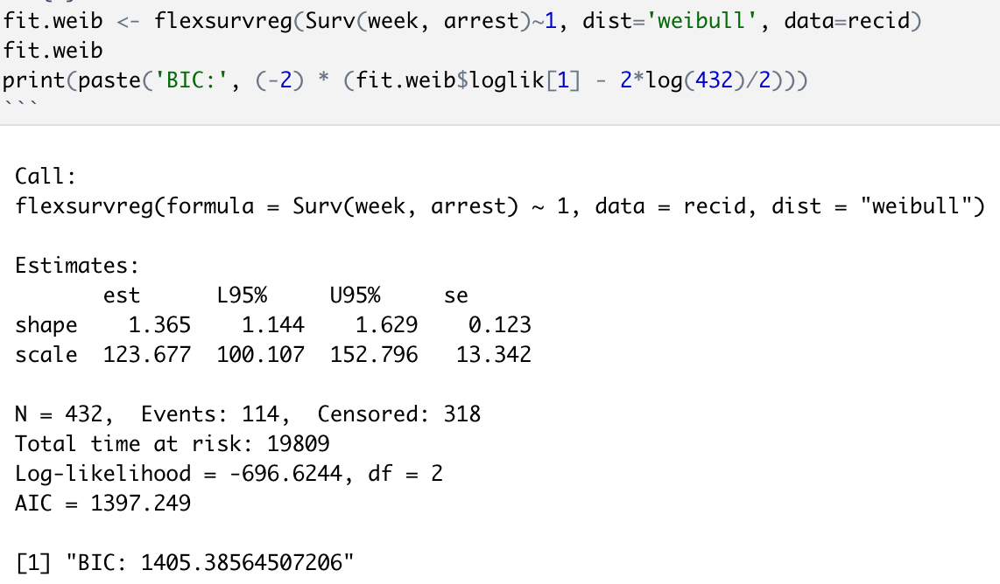 fit.weib <- flexsurvreg(Surv(week, arrest)~1, dist='weibull', data=recid)
fit.weib
print(paste('BIC:', (-2) * (fit.weib$loglik[1] - 2*log(432)/2)))
```
Call:
flexsurvreg(formula = Surv(week, arrest) ~ 1, data = recid, dist = "weibull")
Estimates:
est L95% U95% se
shape 1.365 1.144 1.629 0.123
scale 123.677 100.107 152.796 13.342
N = 432, Events: 114, Censored: 318
Total time at risk: 19809
Log-likelihood = -696.6244, df = 2
AIC = 1397.249
[1] "BIC: 1405.38564507206"